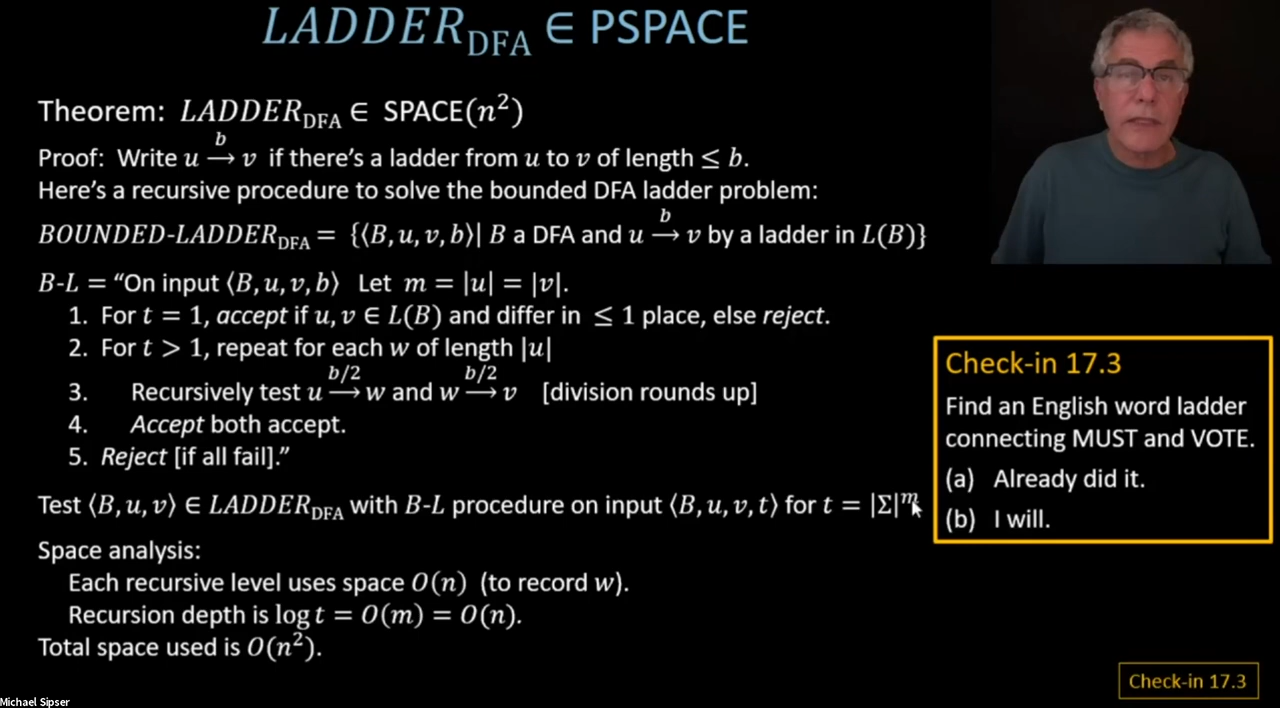 LADDER_DFA ∈ PSPACE
Theorem: LADDER_DFA ∈ SPACE(n²)
Proof: Write u —b→ v if there's a ladder from u to v of length ≤ b.
Here's a recursive procedure to solve the bounded DFA ladder problem:
BOUNDED-LADDER_DFA = {⟨B, u, v, b⟩| B a DFA and u —b→ v by a ladder in L(B)}
B-L = “On input ⟨B, u, v, b⟩ Let m = |u| = |v|.
1. For t = 1, accept if u, v ∈ L(B) and differ in ≤ 1 place, else reject.
2. For t > 1, repeat for each w of length |u|
3. Recursively test u —b/2→ w and w —b/2→ v [division rounds up]
4. Accept both accept.
5. Reject [if all fail].”
Test ⟨B, u, v⟩ ∈ LADDER_DFA with B-L procedure on input ⟨B, u, v, t⟩ for t = |Σ|^m
Space analysis:
Each recursive level uses space O(n) (to record w).
Recursion depth is log t = O(m) = O(n).
Total space used is O(n²).
Check-in 17.3
Find an English word ladder
connecting MUST and VOTE.
(a) Already did it.
(b) I will.
Check-in 17.3
Michael Sipser